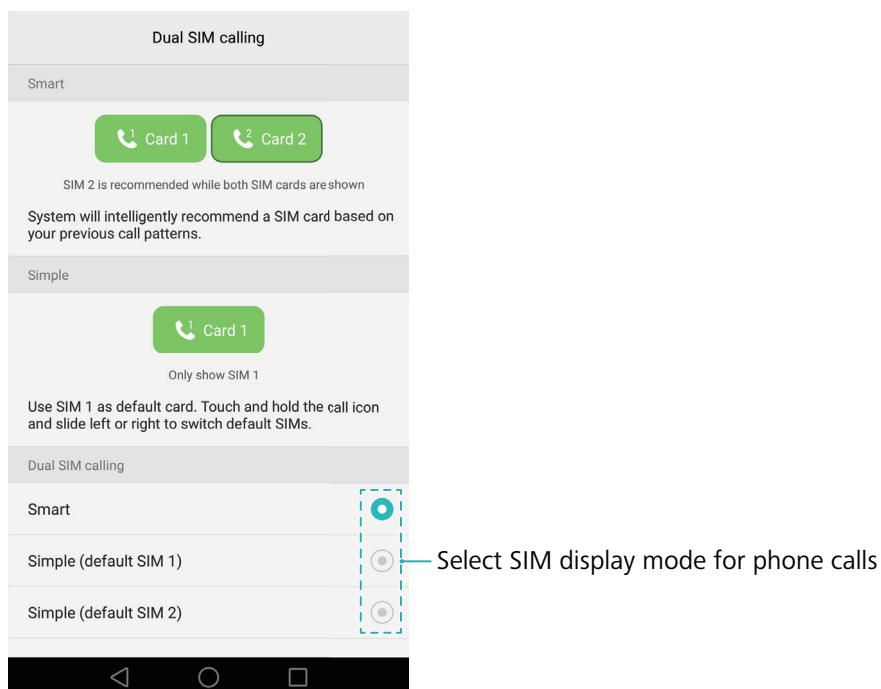 Dual SIM calling
Smart
1 Card 1 2 Card 2
SIM 2 is recommended while both SIM cards are shown
System will intelligently recommend a SIM card based on
your previous call patterns.
Simple
1 Card 1
Only show SIM 1
Use SIM 1 as default card. Touch and hold the call icon
and slide left or right to switch default SIMs.
Dual SIM calling
Smart
Simple (default SIM 1)
Select SIM display mode for phone calls
Simple (default SIM 2)